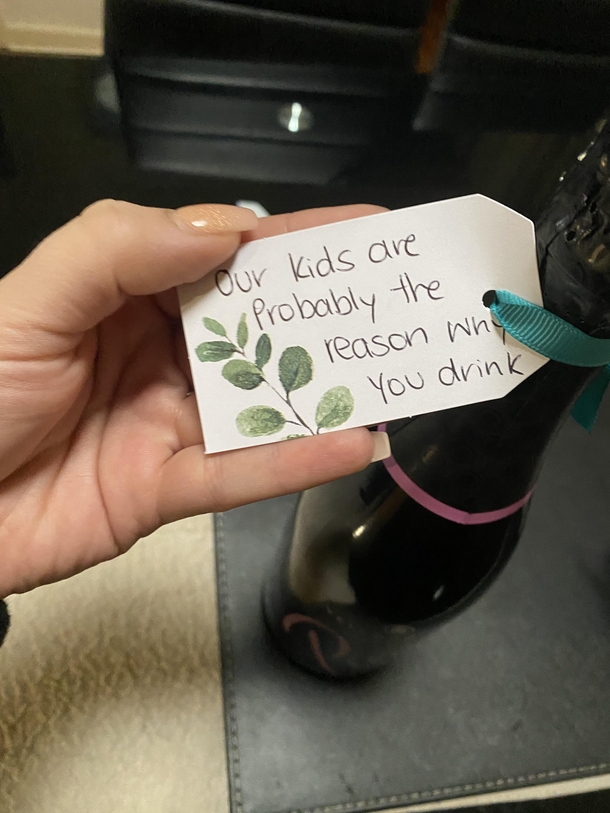 our kids are
Probably the
reason why
you drink